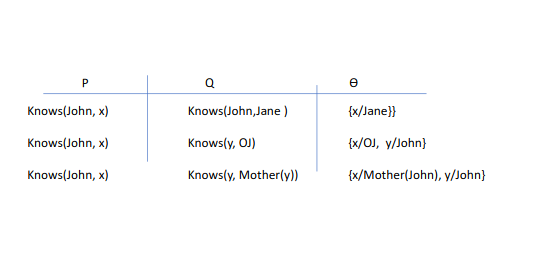 P Q Ɵ
Knows(John, x) Knows(John,Jane ) {x/Jane}}
Knows(John, x) Knows(y, OJ) {x/OJ, y/John}
Knows(John, x) Knows(y, Mother(y)) {x/Mother(John), y/John}